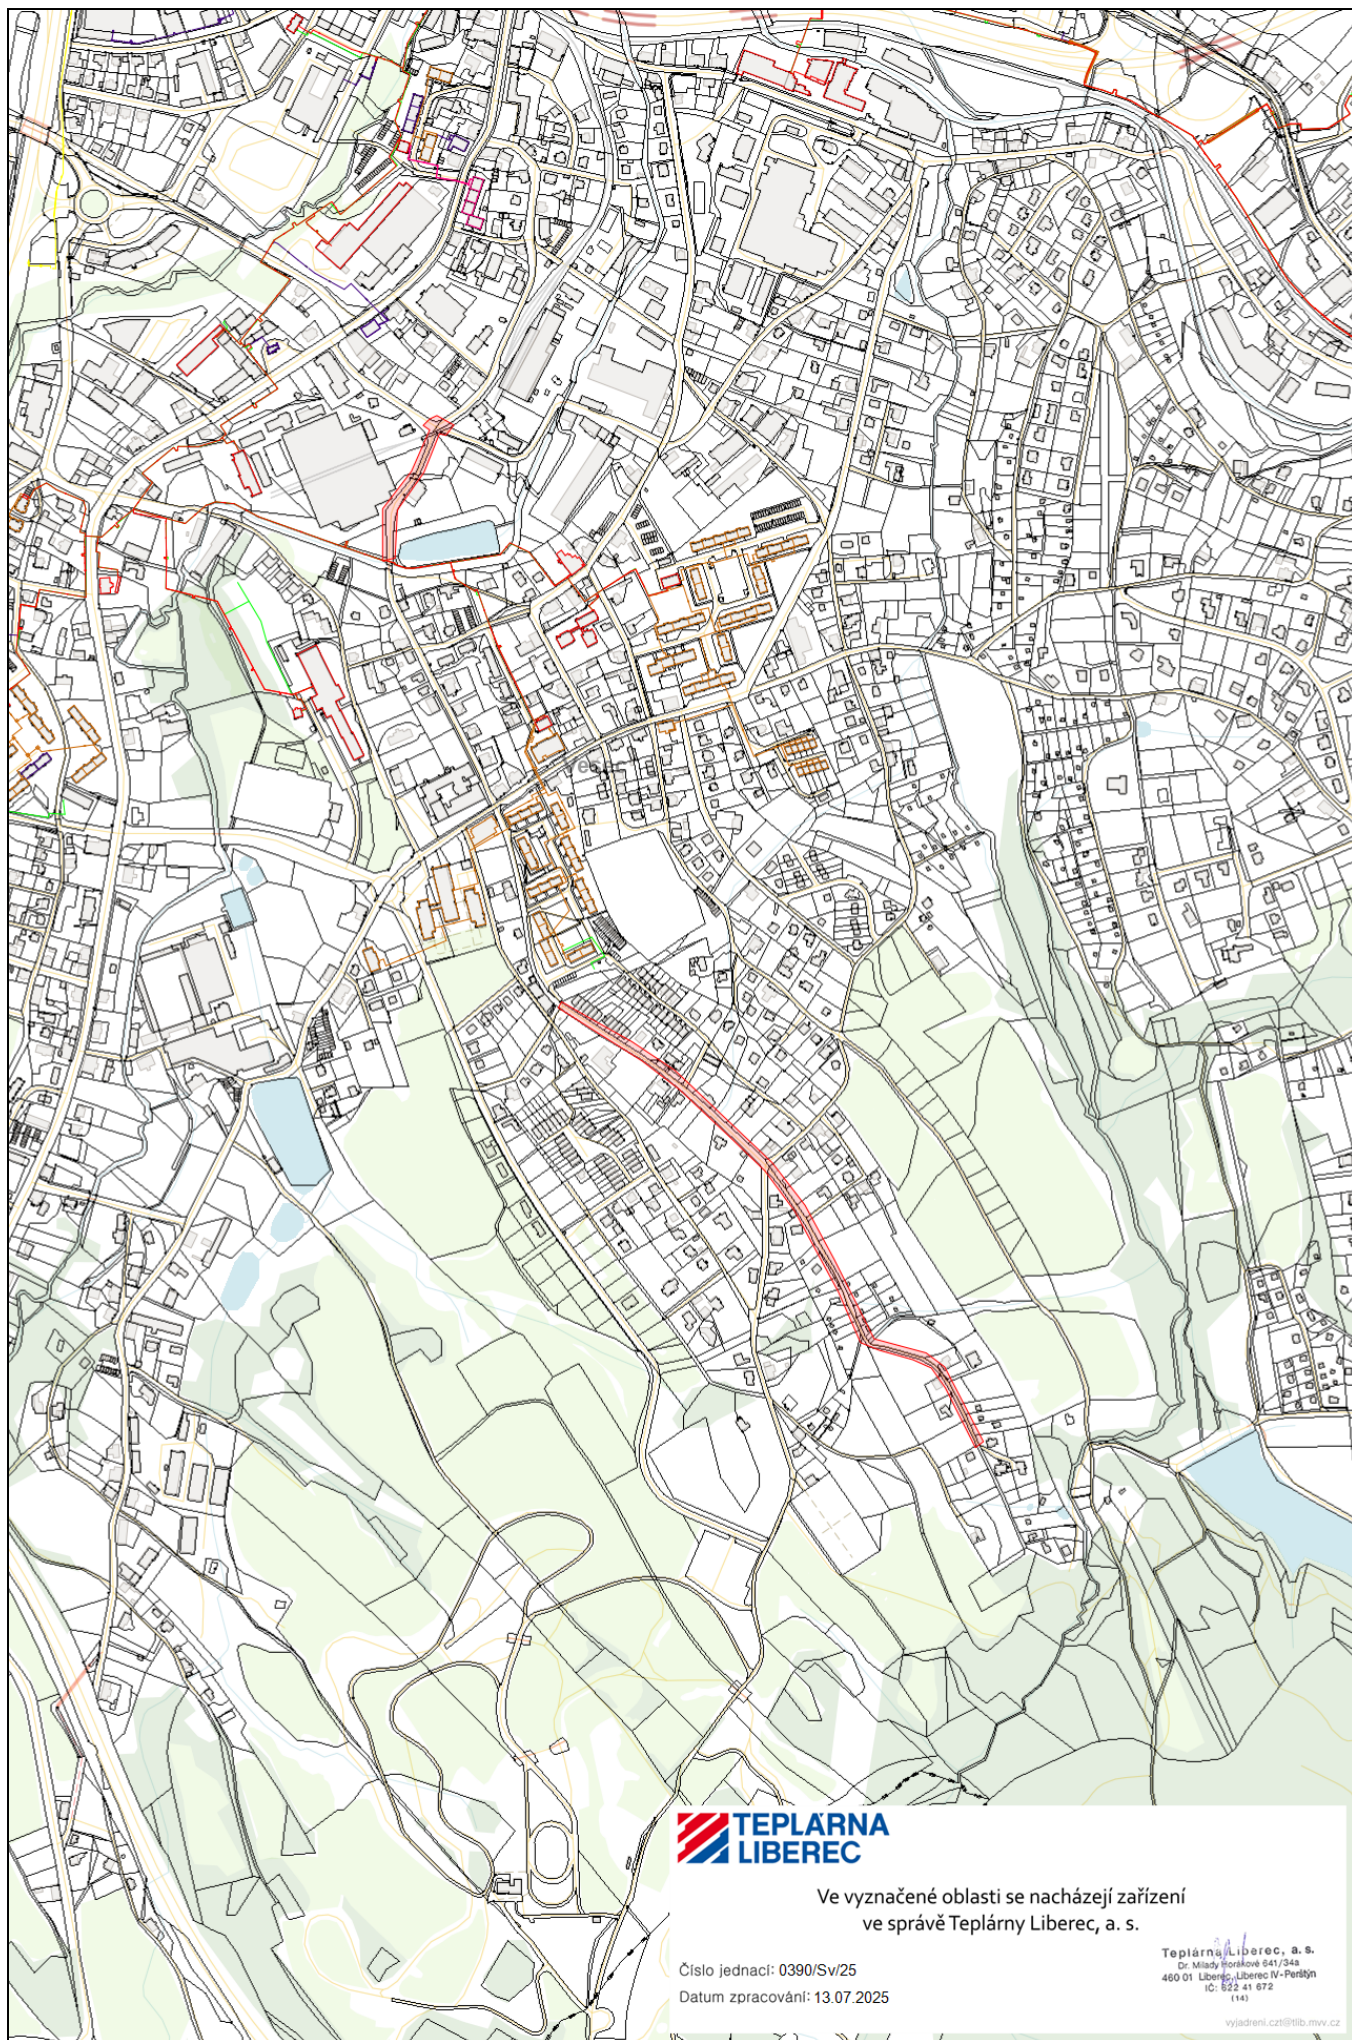 Vesec
TEPLÁRNA
LIBEREC
Ve vyznačené oblasti se nacházejí zařízení
ve správě Teplárny Liberec, a. s.
Číslo jednací: 0390/Sv/25
Datum zpracování: 13.07.2025
Teplárna Liberec, a. s.
Dr. Milady Horákové 641/34a
460 01 Liberec, Liberec IV-Perštýn
IČ: 622 41 672
(14)
vyjadreni.czt@tlib.mvv.cz